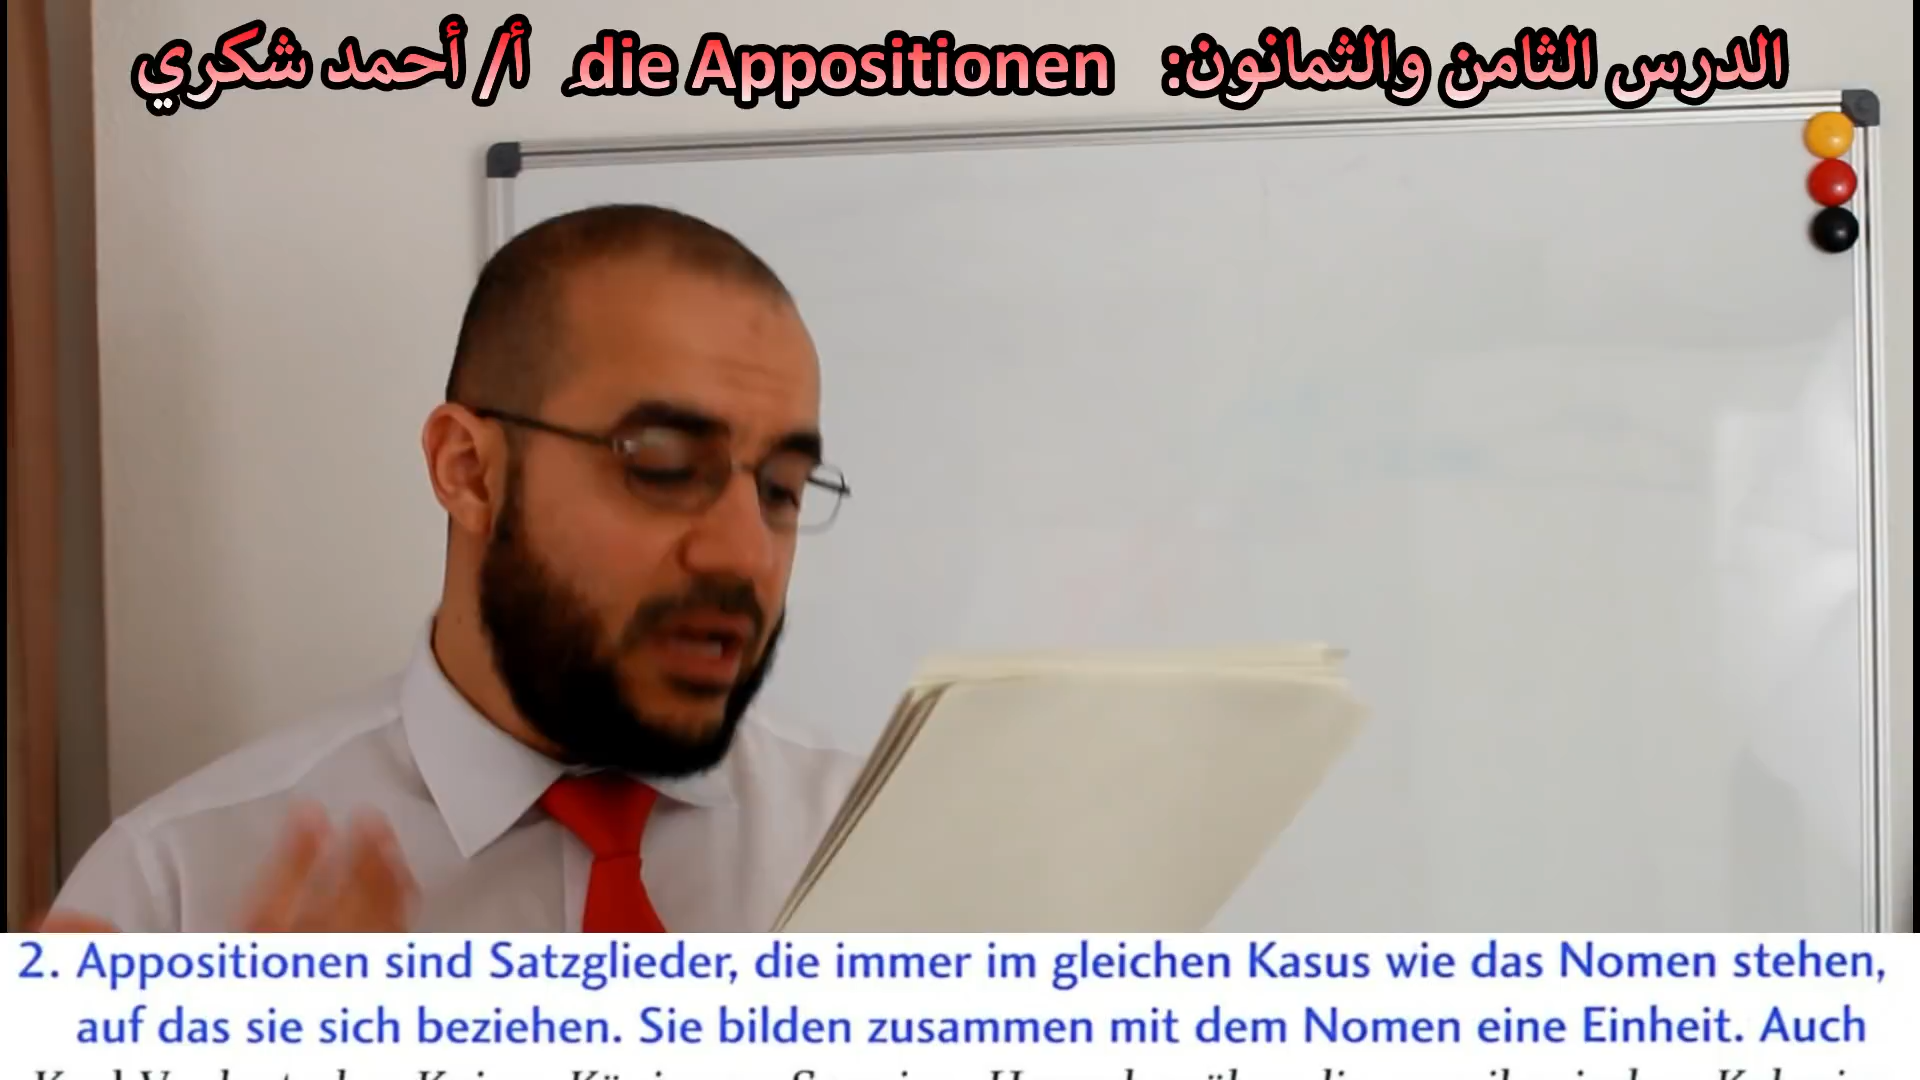 الدرس الثامن والثمانون: die Appositionen أ/ أحمد شكري
2. Appositionen sind Satzglieder, die immer im gleichen Kasus wie das Nomen stehen,
auf das sie sich beziehen. Sie bilden zusammen mit dem Nomen eine Einheit. Auch